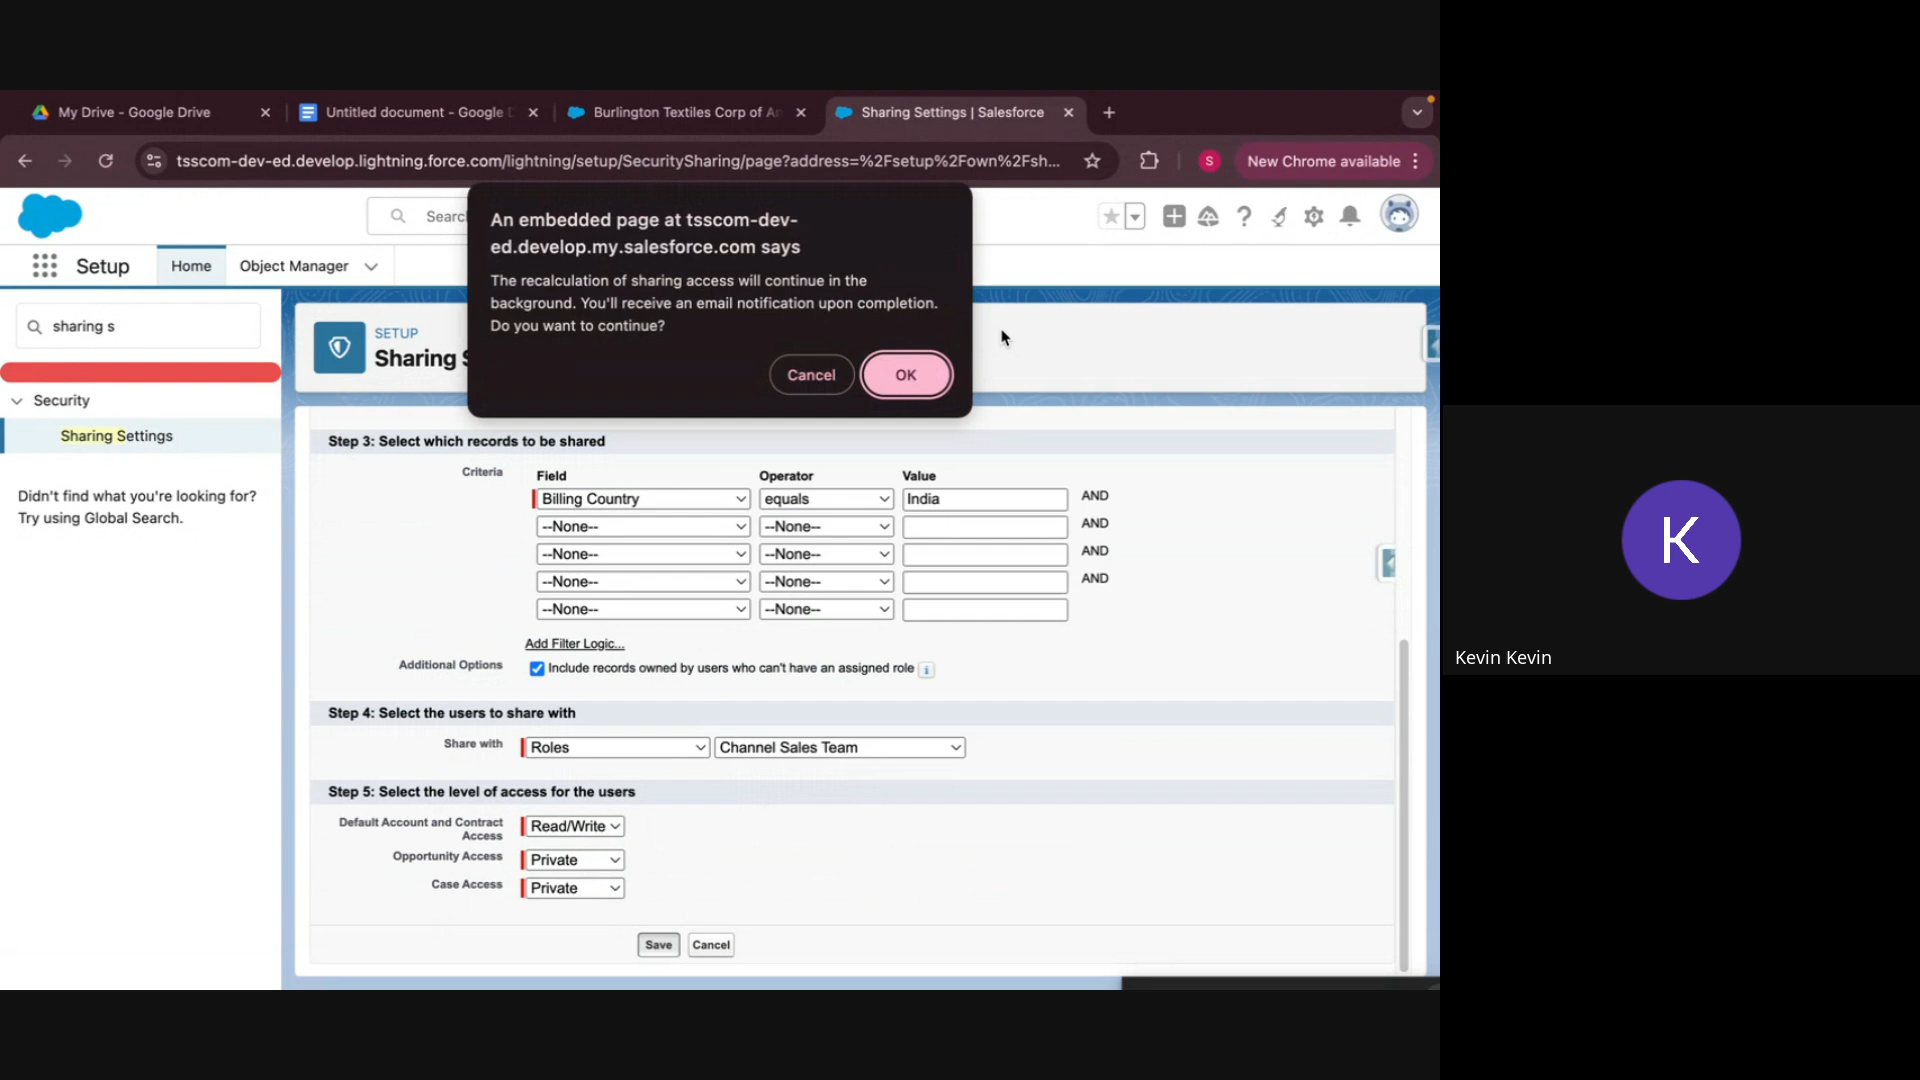 My Drive - Google Drive
Untitled document - Google D
Burlington Textiles Corp of Am
Sharing Settings | Salesforce
tsscom-dev-ed.develop.lightning.force.com/lightning/setup/SecuritySharing/page?address=%2Fsetup%2Fown%2Fsh...
S
New Chrome available
Searc
An embedded page at tsscom-dev-
ed.develop.my.salesforce.com says
The recalculation of sharing access will continue in the
background. You'll receive an email notification upon completion.
Do you want to continue?
Cancel
OK
Setup
Home
Object Manager
sharing s
Security
Sharing Settings
Didn't find what you're looking for?
Try using Global Search.
SETUP
Sharing S
Step 3: Select which records to be shared
Criteria
Field Operator Value
Billing Country equals India AND
--None-- --None-- AND
--None-- --None-- AND
--None-- --None-- AND
--None-- --None--
Add Filter Logic...
Additional Options Include records owned by users who can't have an assigned role i
Step 4: Select the users to share with
Share with Roles Channel Sales Team
Step 5: Select the level of access for the users
Default Account and Contract
Access
Read/Write
Opportunity Access Private
Case Access Private
Save Cancel
K
Kevin Kevin